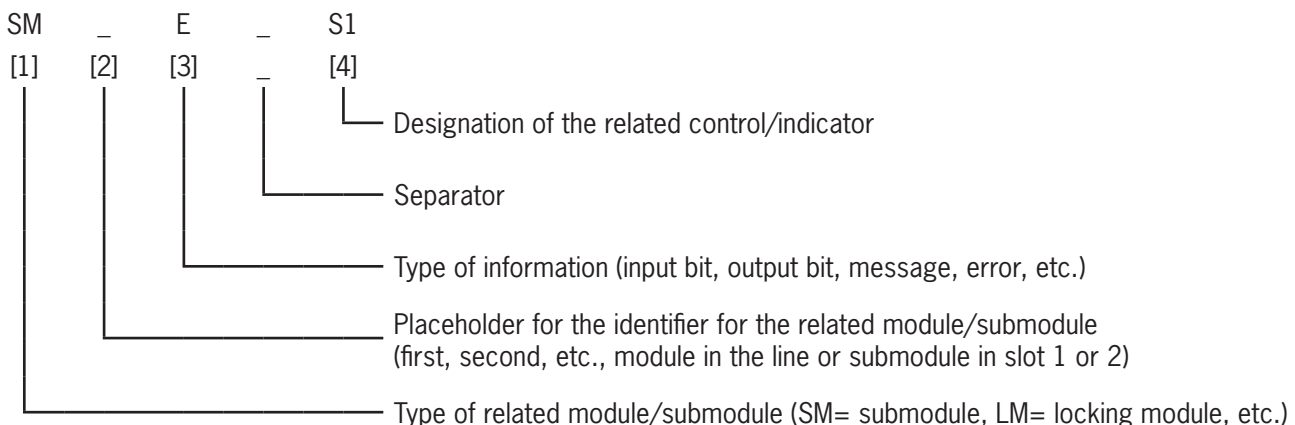 SM _ E _ S1
[1] [2] [3] _ [4]
Designation of the related control/indicator
Separator
Type of information (input bit, output bit, message, error, etc.)
Placeholder for the identifier for the related module/submodule
(first, second, etc., module in the line or submodule in slot 1 or 2)
Type of related module/submodule (SM= submodule, LM= locking module, etc.)